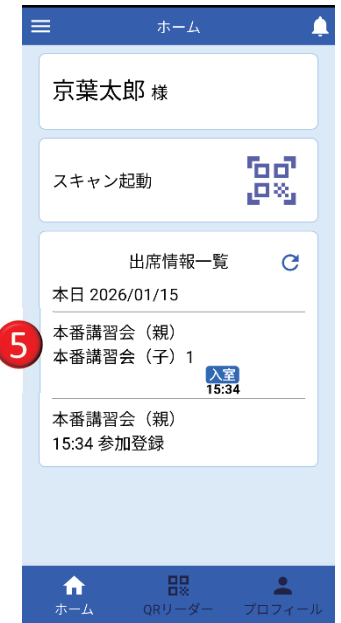 ホーム
京葉太郎 様
スキャン起動
出席情報一覧
本日 2026/01/15
5
本番講習会（親）
本番講習会（子）1
入室
15:34
本番講習会（親）
15:34 参加登録
ホーム
QRリーダー
プロフィール